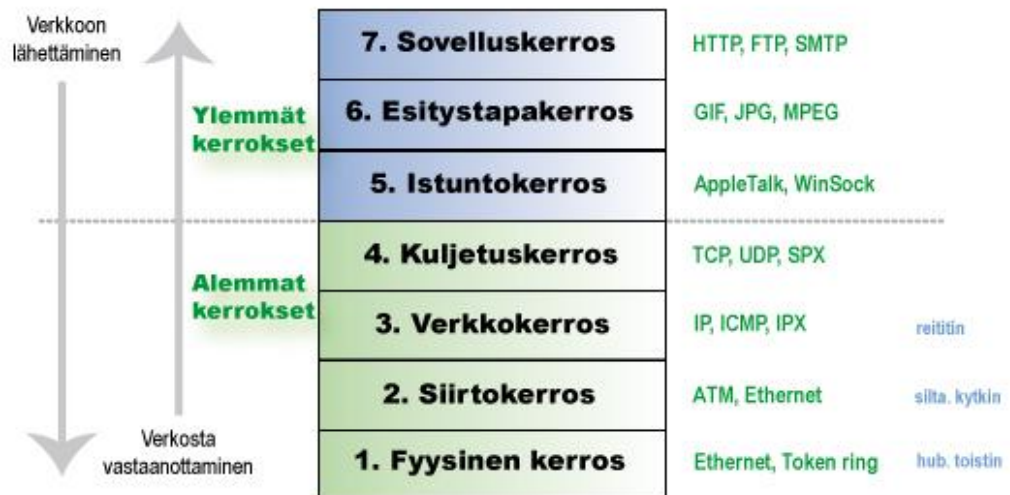 Verkkoon
lähettäminen
7. Sovelluskerros
HTTP, FTP, SMTP
Ylemmät
kerrokset
6. Esitystapakerros
GIF, JPG, MPEG
5. Istuntokerros
AppleTalk, WinSock
4. Kuljetuskerros
TCP, UDP, SPX
Alemmat
kerrokset
3. Verkkokerros
IP, ICMP, IPX
reititin
2. Siirtokerros
ATM, Ethernet
silta. kytkin
Verkosta
vastaanottaminen
1. Fyysinen kerros
Ethernet, Token ring
hub. toistin